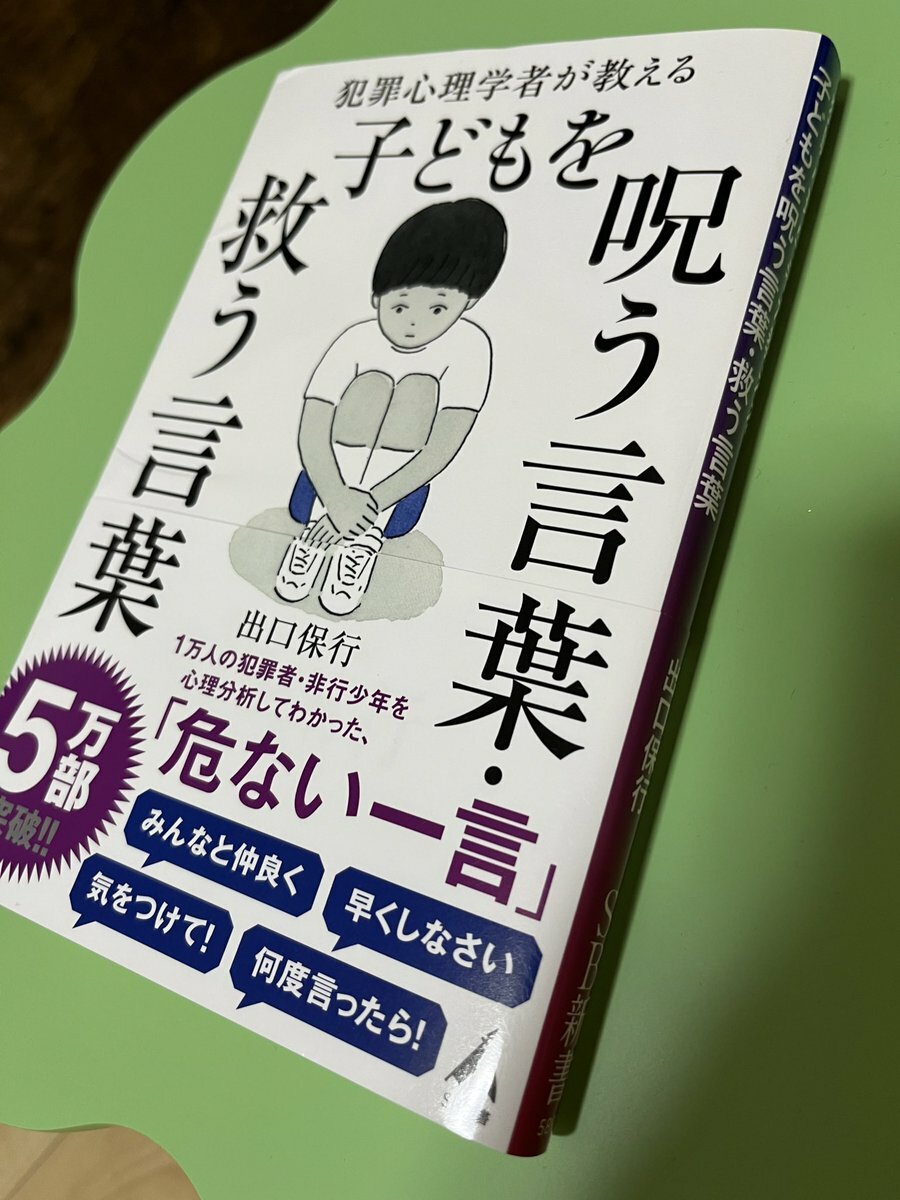 犯罪心理学者が教える
子どもを
呪う言葉・
救う言葉
出口保行
1万人の犯罪者・非行少年を
心理分析してわかった、
「危ない一言」
5万部
突破!!
みんなと仲良く
早くしなさい
気をつけて!
何度言ったら!
子どもを呪う言葉・救う言葉
出口保行
SB新書